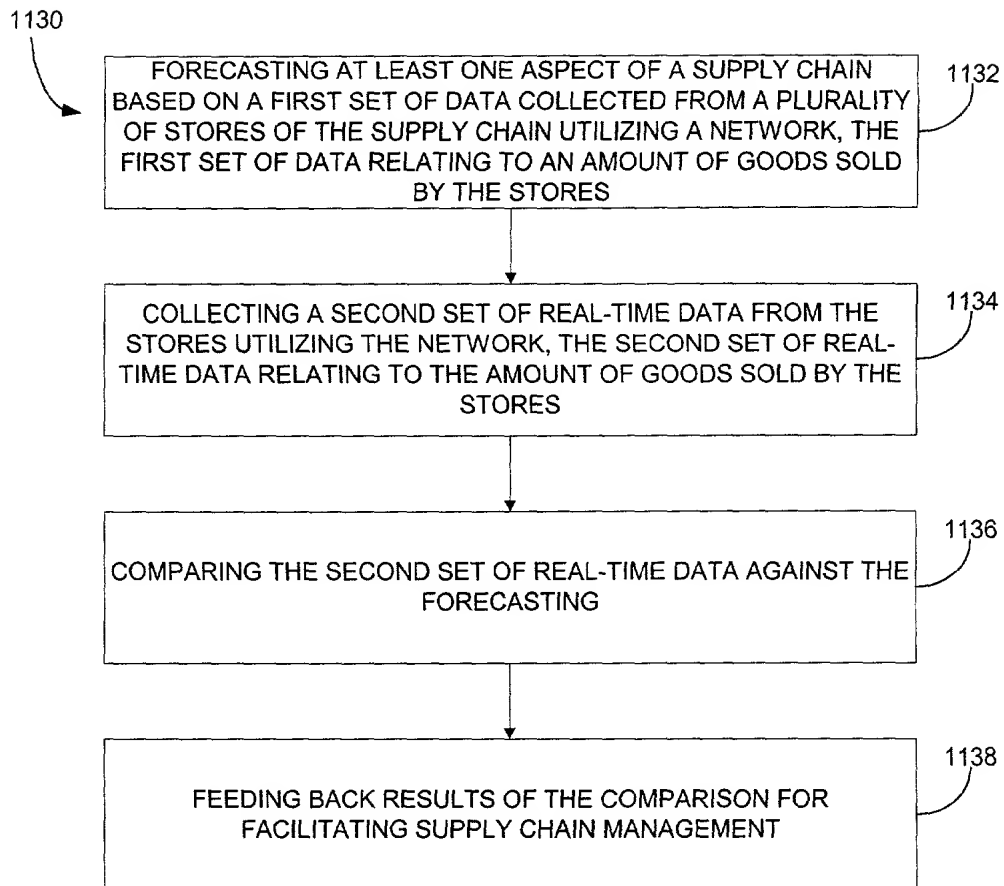 1130
FORECASTING AT LEAST ONE ASPECT OF A SUPPLY CHAIN
BASED ON A FIRST SET OF DATA COLLECTED FROM A PLURALITY
OF STORES OF THE SUPPLY CHAIN UTILIZING A NETWORK, THE
FIRST SET OF DATA RELATING TO AN AMOUNT OF GOODS SOLD
BY THE STORES
1132
COLLECTING A SECOND SET OF REAL-TIME DATA FROM THE
STORES UTILIZING THE NETWORK, THE SECOND SET OF REAL-
TIME DATA RELATING TO THE AMOUNT OF GOODS SOLD BY THE
STORES
1134
COMPARING THE SECOND SET OF REAL-TIME DATA AGAINST THE
FORECASTING
1136
FEEDING BACK RESULTS OF THE COMPARISON FOR
FACILITATING SUPPLY CHAIN MANAGEMENT
1138